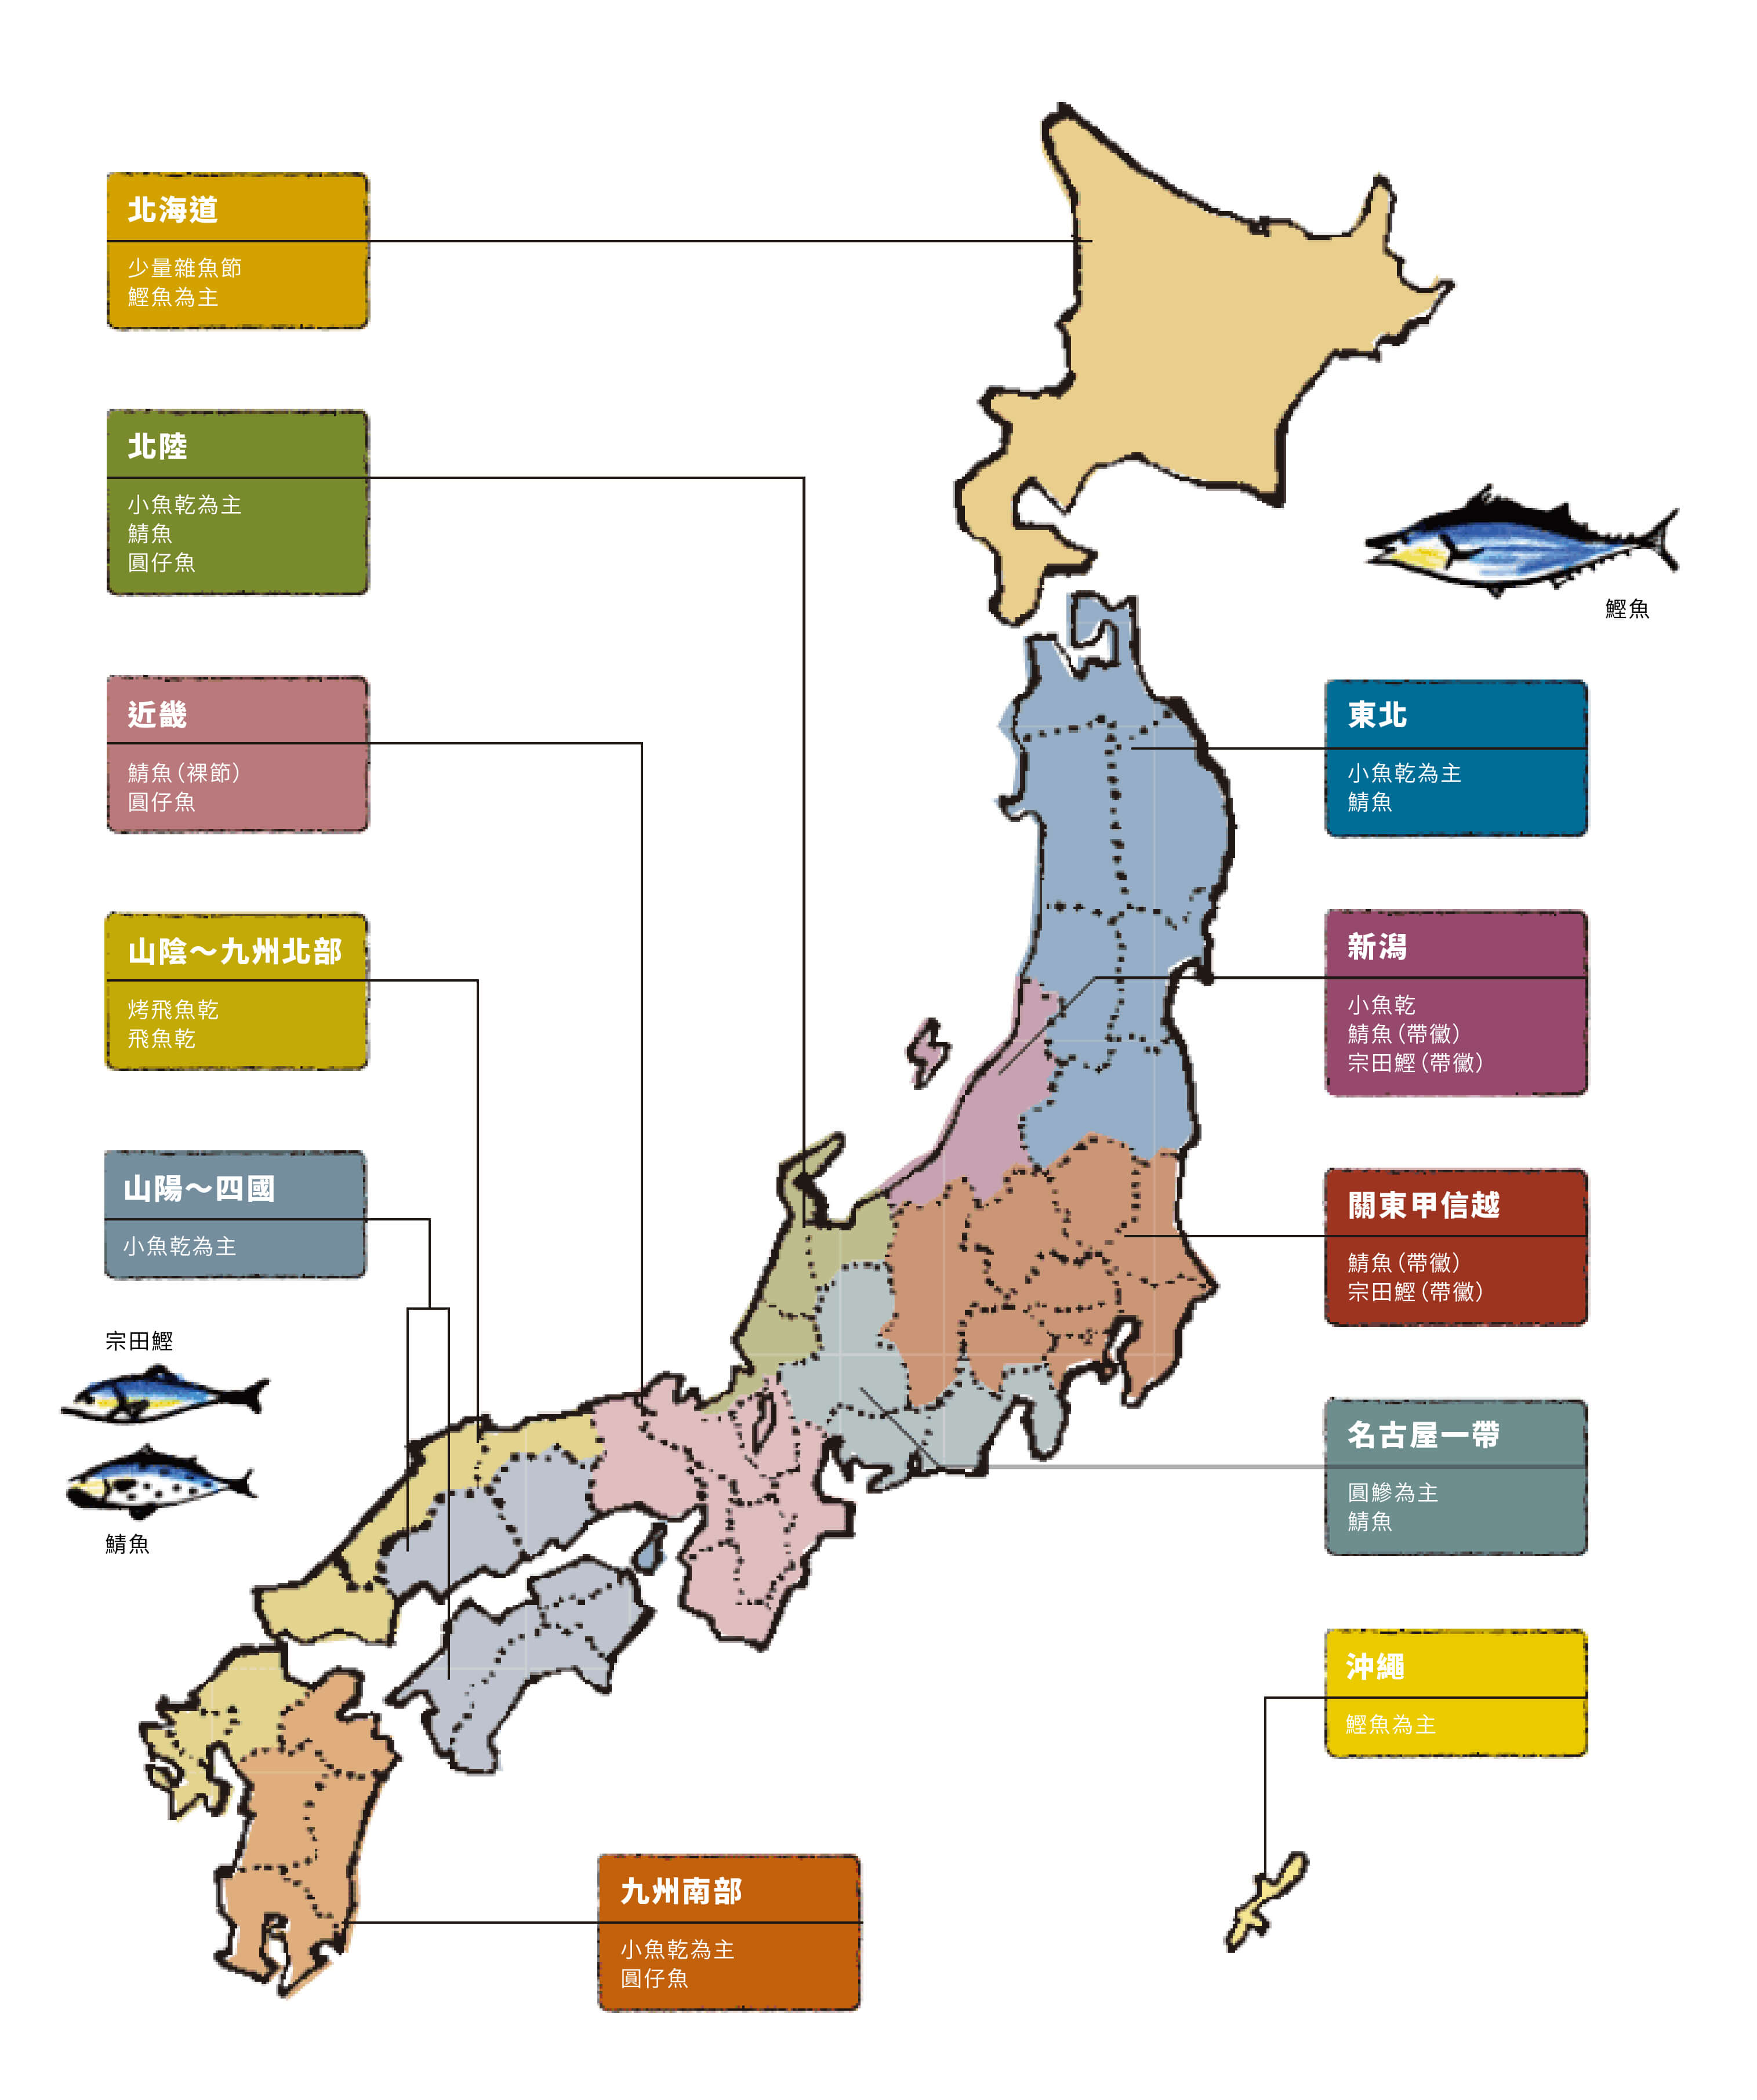 北海道
少量雜魚節
鰹魚為主
北陸
小魚乾為主
鯖魚
圓仔魚
近畿
鯖魚(裸節)
圓仔魚
山陰～九州北部
烤飛魚乾
飛魚乾
山陽～四國
小魚乾為主
宗田鰹
鯖魚
鰹魚
東北
小魚乾為主
鯖魚
新潟
小魚乾
鯖魚(帶黴)
宗田鰹(帶黴)
關東甲信越
鯖魚(帶黴)
宗田鰹(帶黴)
名古屋一帶
圓鰺為主
鯖魚
沖繩
鰹魚為主
九州南部
小魚乾為主
圓仔魚